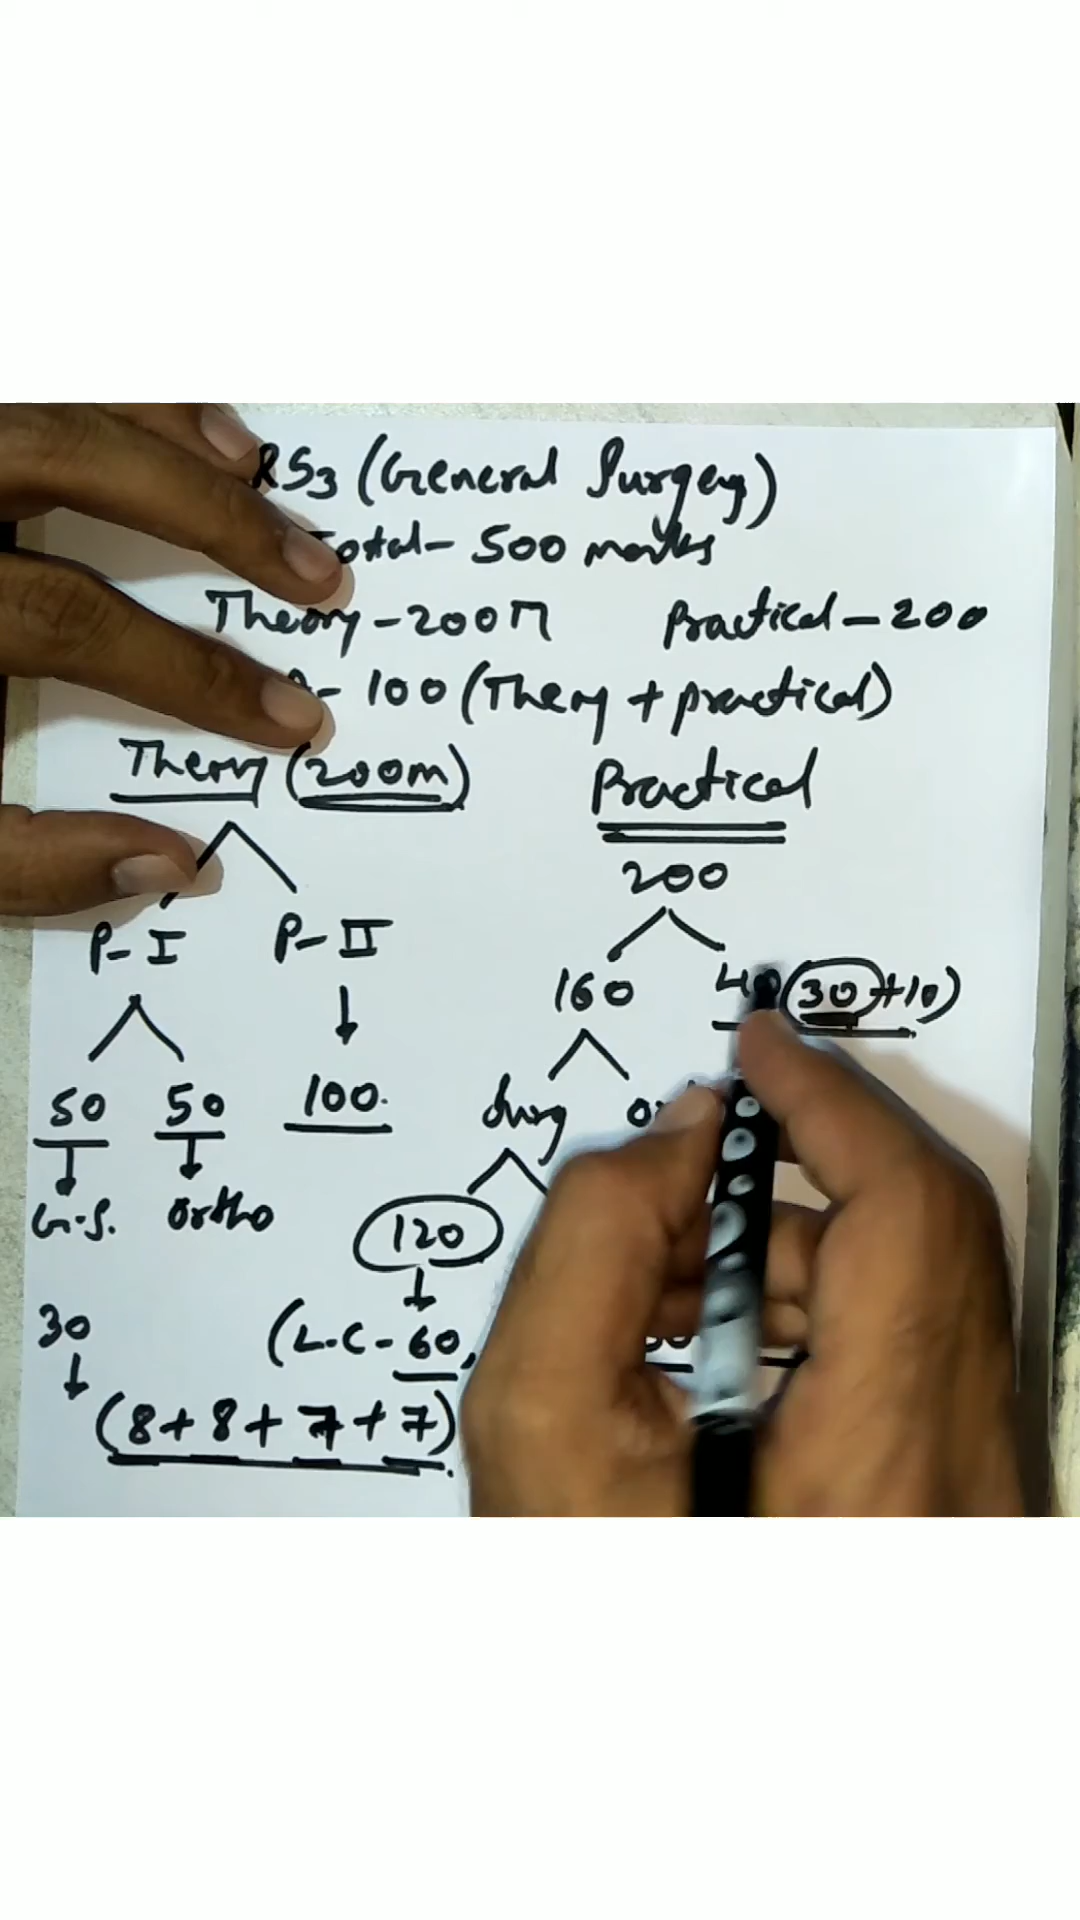 RS3 (General Surgery)
Total- 500 marks
Theory-200M Practical-200
- 100 (Theory + practical)
Theory (200m) Practical
200
P-I P-II
160 40(30+10)
50 50 100. Surg
G.S. Ortho 120
30 (L.C-60,
(8+8+7+7).